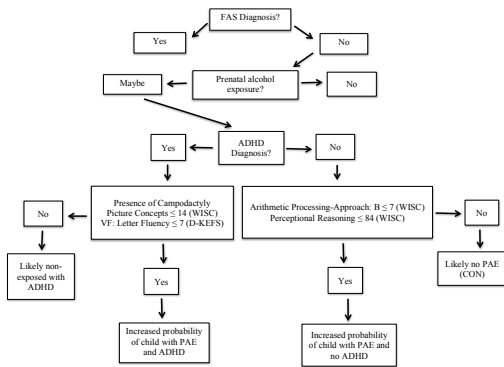 FAS Diagnosis?
Yes
No
Maybe
Prenatal alcohol
exposure?
No
Yes
ADHD
Diagnosis?
No
No
Presence of Campodactyly
Picture Concepts ≤ 14 (WISC)
VF: Letter Fluency ≤ 7 (D-KEFS)
Arithmetic Processing-Approach: B ≤ 7 (WISC)
Perceptional Reasoning ≤ 84 (WISC)
No
Likely non-
exposed with
ADHD
Yes
Yes
Likely no PAE
(CON)
Increased probability
of child with PAE
and ADHD
Increased probability
of child with PAE and
no ADHD